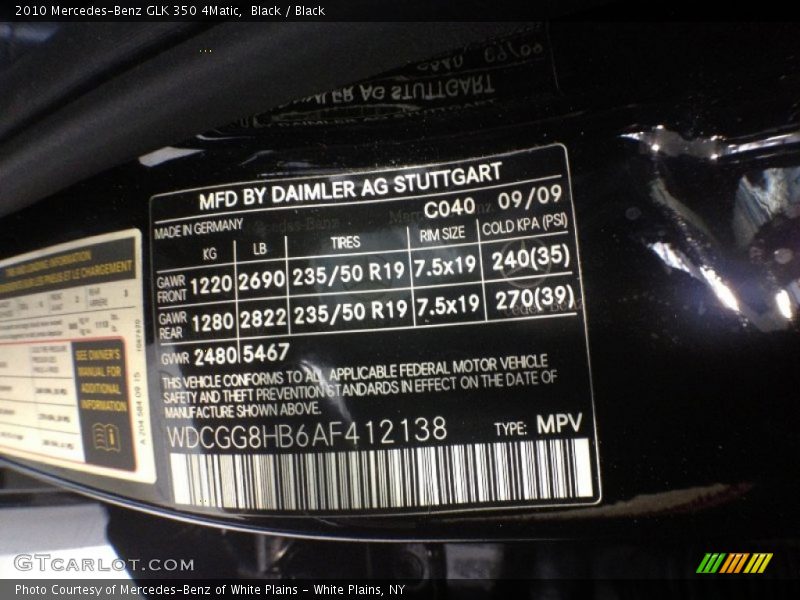 2010 Mercedes-Benz GLK 350 4Matic, Black / Black
MFD BY DAIMLER AG STUTTGART
MADE IN GERMANY C040 09/09
KG LB TIRES RIM SIZE COLD KPA (PSI)
GAWR FRONT 1220 2690 235/50 R19 7.5x19 240(35)
GAWR REAR 1280 2822 235/50 R19 7.5x19 270(39)
GVWR 2480 5467
THIS VEHICLE CONFORMS TO ALL APPLICABLE FEDERAL MOTOR VEHICLE
SAFETY AND THEFT PREVENTION STANDARDS IN EFFECT ON THE DATE OF
MANUFACTURE SHOWN ABOVE.
WDCGG8HB6AF412138 TYPE: MPV
SEE OWNER'S
MANUAL FOR
ADDITIONAL
INFORMATION
A 204 584 09 15
GTCARLOT.COM
Photo Courtesy of Mercedes-Benz of White Plains - White Plains, NY